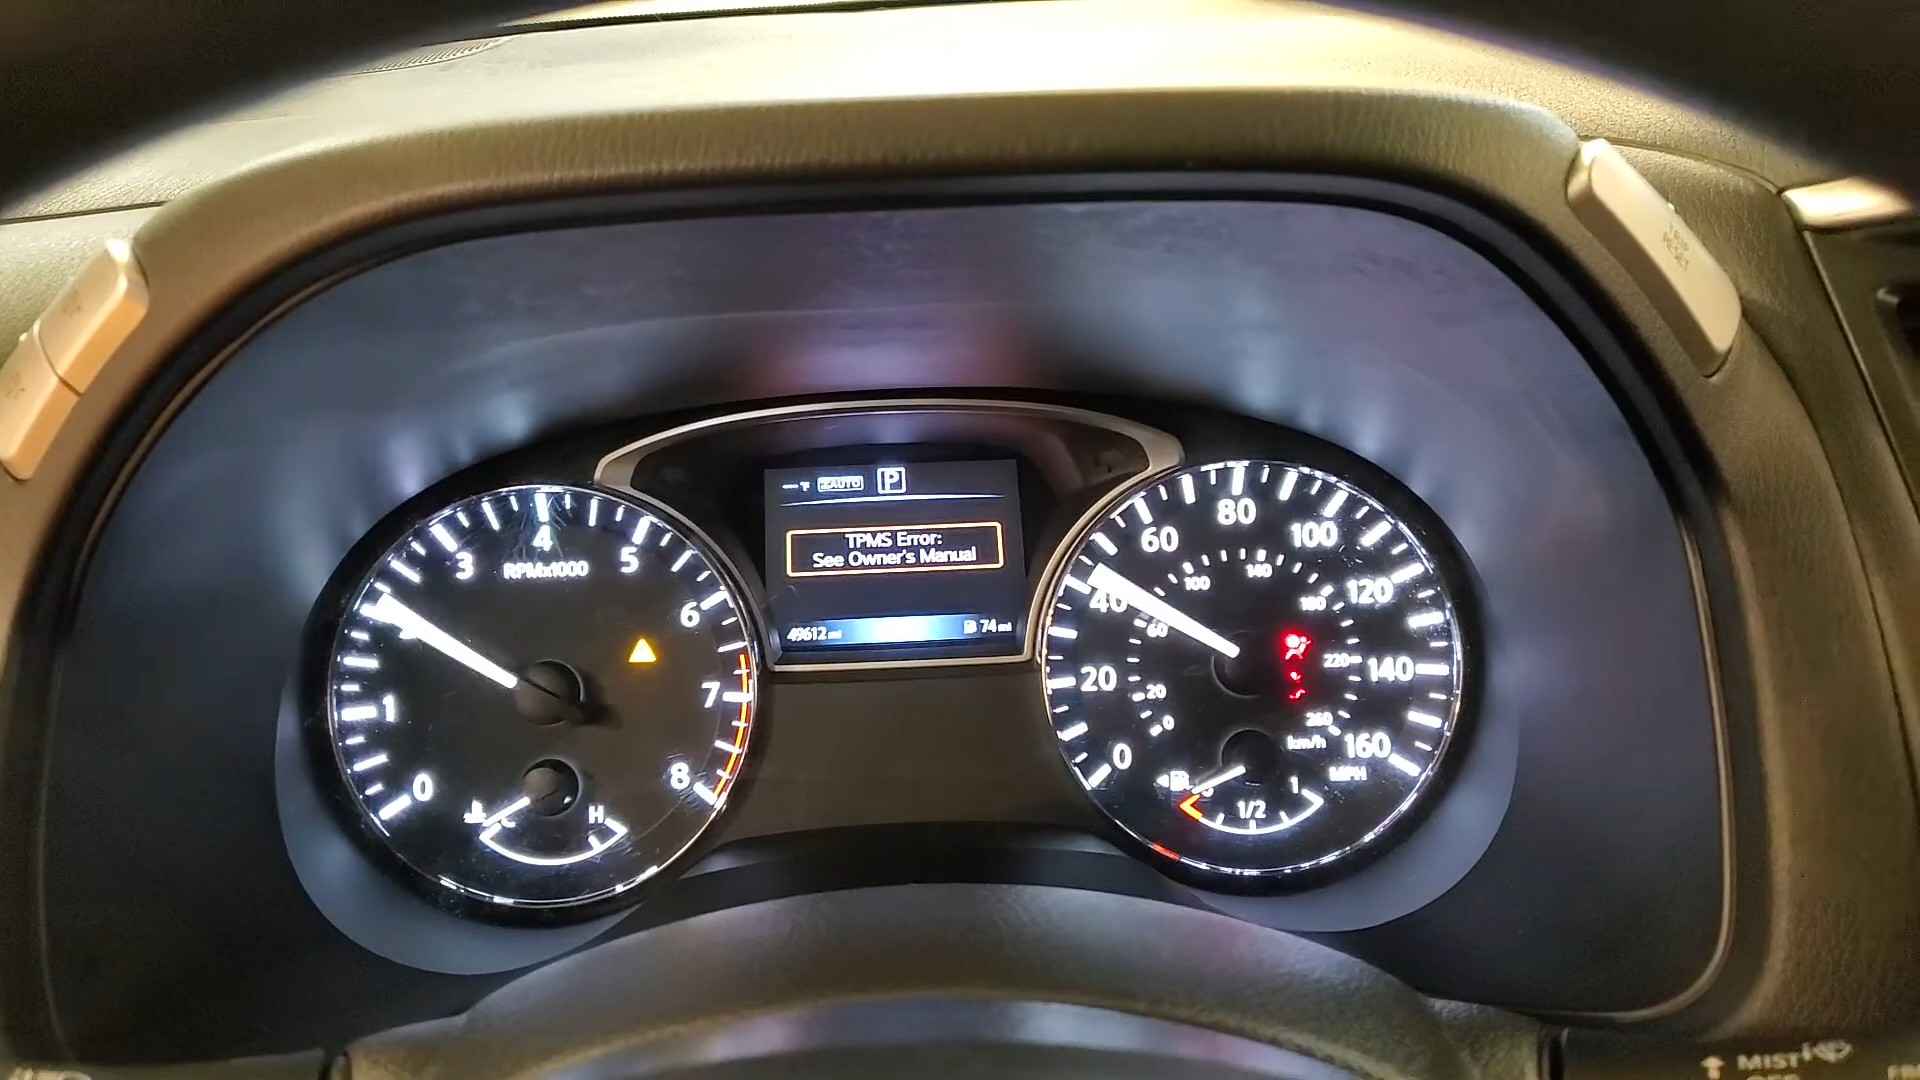 TRIP
RESET
°F AUTO P
TPMS Error:
See Owner's Manual
49612 mi 74 mi
0
1
3
4
5
6
7
8
RPMx1000
H
0
20
40
60
80
100
120
140
160
MPH
0
20
60
100
140
180
220
260
km/h
1/2
1
MIST